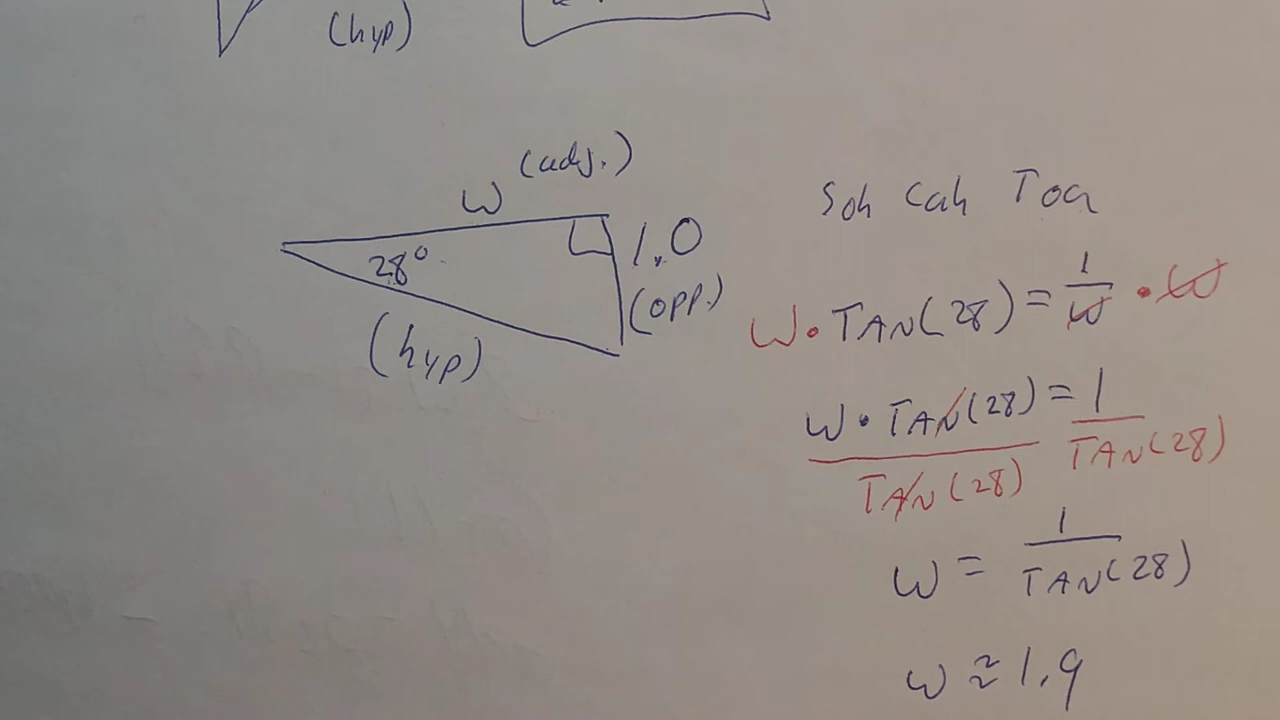 (hyp)
(adj.)
w
28°
1.0
(opp.)
(hyp)
Soh Cah Toa
W • TAN(28) = 1/w • w
w • TAN(28) = 1
TAN(28) TAN(28)
w = 1/TAN(28)
w ≈ 1.9